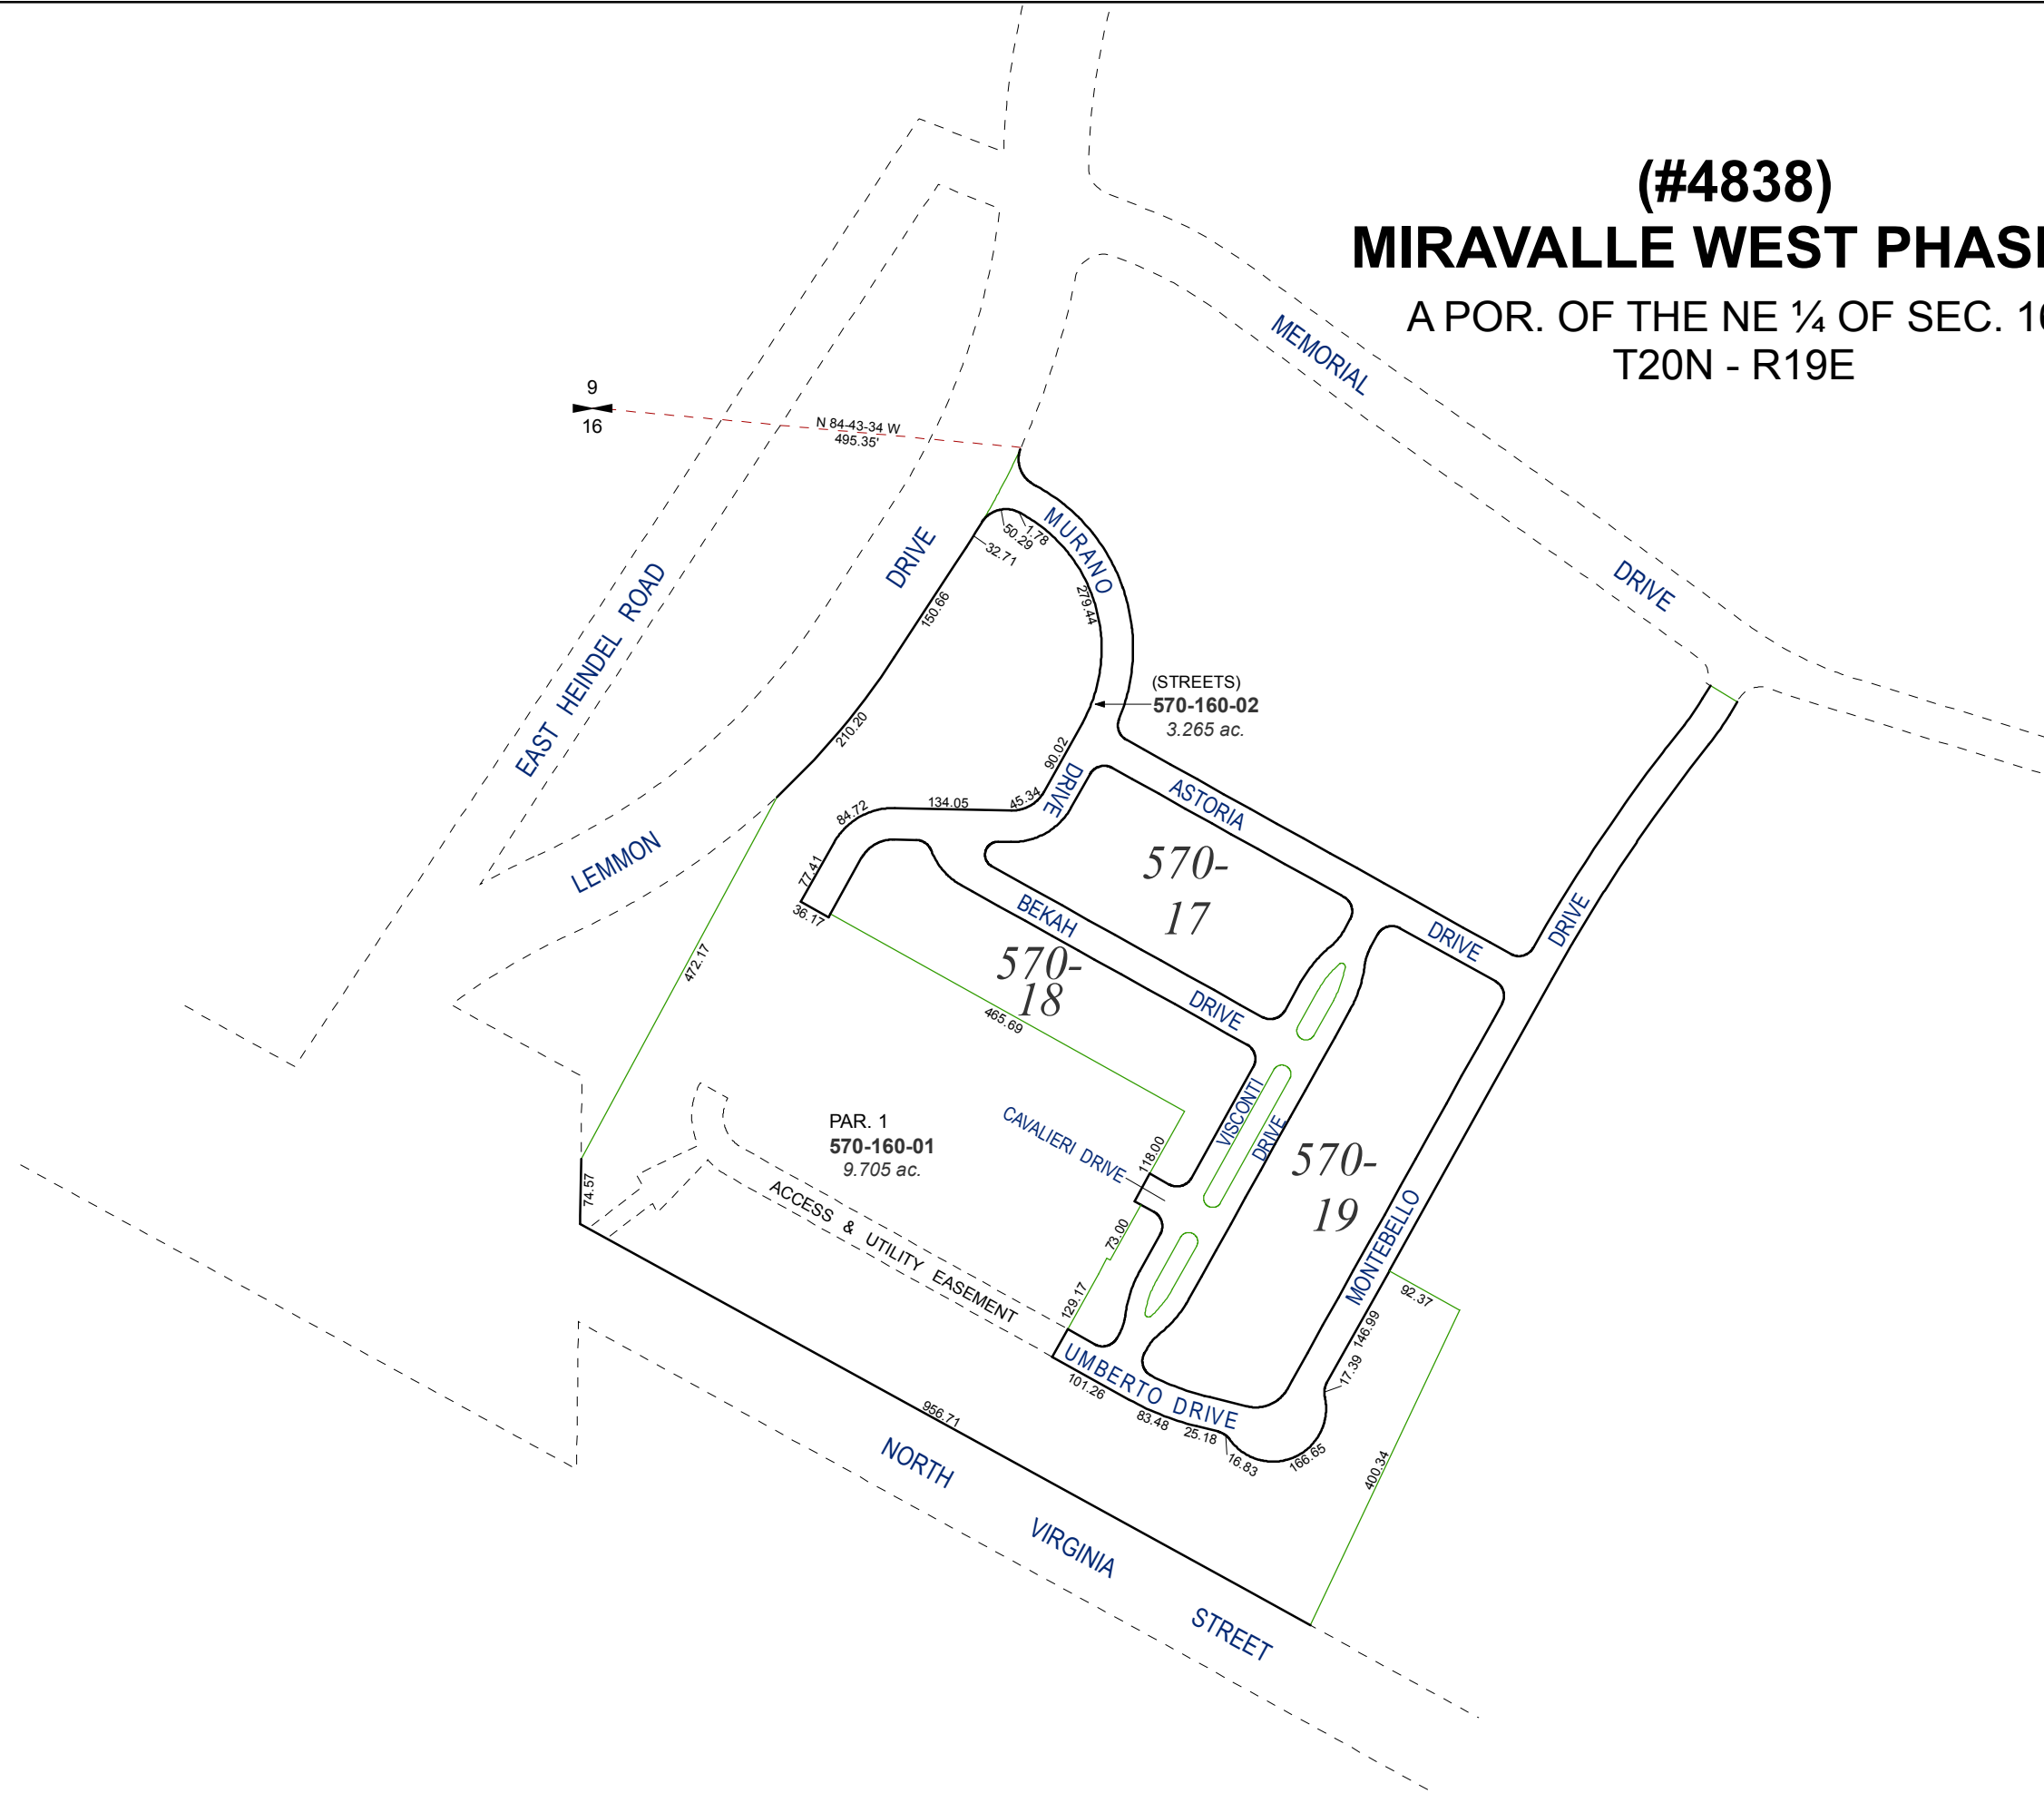 (#4838)
MIRAVALLE WEST PHASE
A POR. OF THE NE ¼ OF SEC. 16
T20N - R19E
MEMORIAL
DRIVE
9
16
N 84-43-34 W
495.35'
MURANO
DRIVE
1.78
50.29
32.71
279.44
150.66
DRIVE
LEMMON
EAST HEINDEL ROAD
(STREETS)
570-160-02
3.265 ac.
210.20
90.02
45.34
134.05
84.72
77.41
36.17
ASTORIA
DRIVE
570-
17
BEKAH
DRIVE
570-
18
DRIVE
472.17
465.69
VISCONTI
DRIVE
CAVALIERI DRIVE
118.00
570-
19
PAR. 1
570-160-01
9.705 ac.
74.57
ACCESS & UTILITY EASEMENT
73.00
129.17
MONTEBELLO
92.37
146.99
17.39
UMBERTO DRIVE
101.26
83.48
25.18
16.83
166.65
400.34
956.71
NORTH
VIRGINIA
STREET